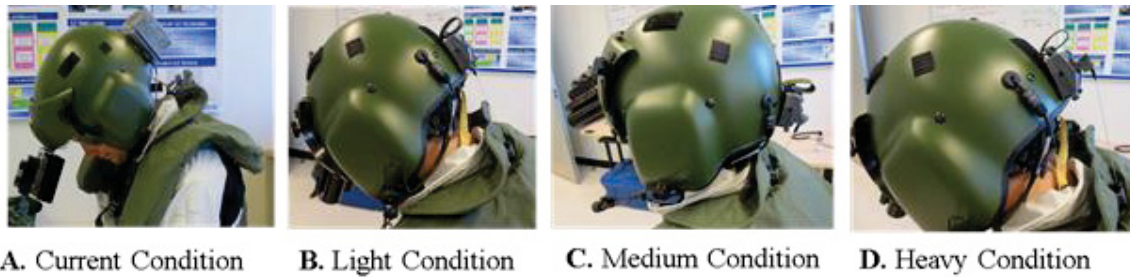 A. Current Condition
B. Light Condition
C. Medium Condition
D. Heavy Condition